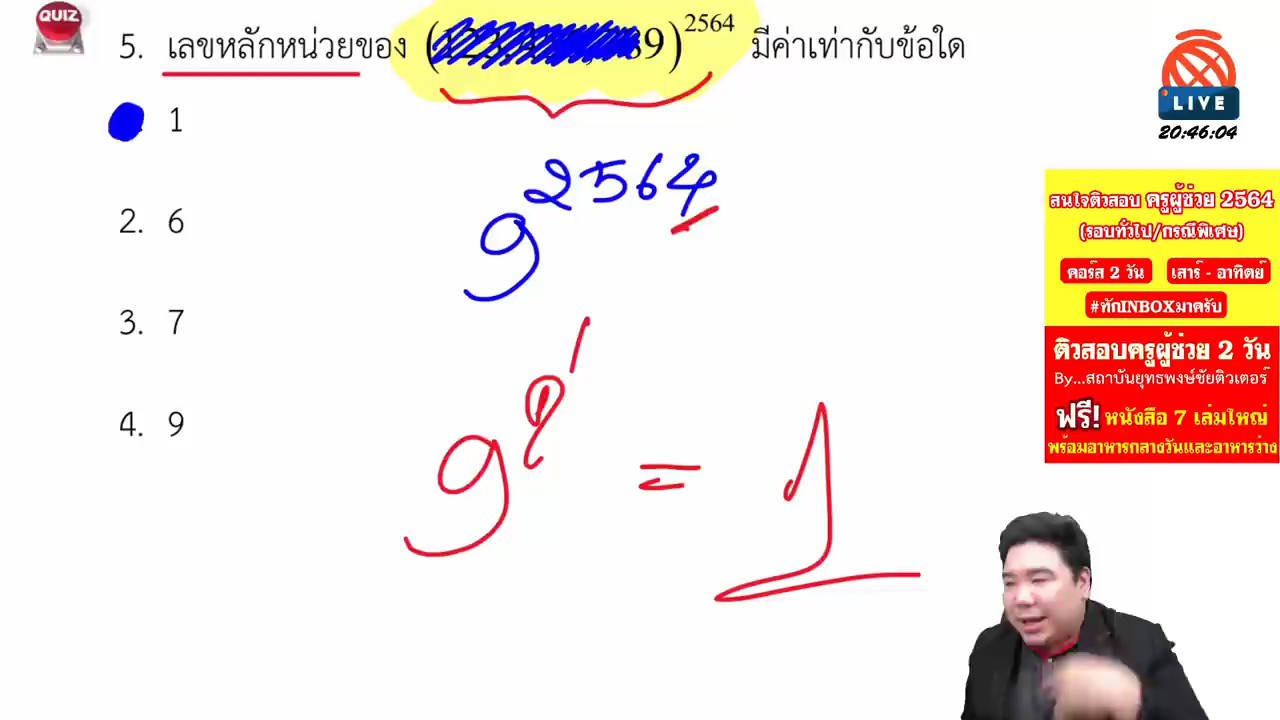 QUIZ
5. เลขหลักหน่วยของ ( 9)^2564 มีค่าเท่ากับข้อใด
1
2. 6
3. 7
4. 9
9^2564
= 1
LIVE
20:46:04
สนใจติวสอบ ครูผู้ช่วย 2564
(รอบทั่วไป/กรณีพิเศษ)
คอร์ส 2 วัน เสาร์ - อาทิตย์
#ทักINBOXมาครับ
ติวสอบครูผู้ช่วย 2 วัน
By...สถาบันยุทธพงษ์ชัยติวเตอร์
ฟรี! หนังสือ 7 เล่มใหญ่
พร้อมอาหารกลางวันและอาหารว่าง